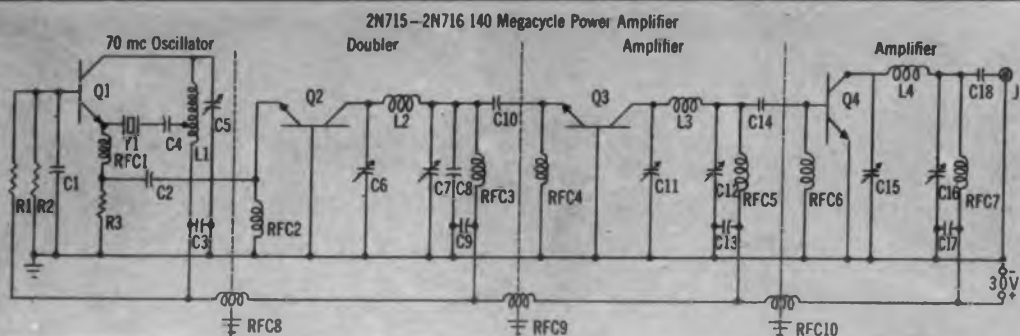 2N715–2N716 140 Megacycle Power Amplifier
70 mc Oscillator Doubler Amplifier Amplifier
Q1 Q2 Q3 Q4
L4 C18 J
C5 L2 C10 L3 C14
Y1 C4 L1
RFC1
C1 C2 C6 C7 C8 RFC3 RFC4 C11 C12 RFC5 RFC6 C15 C16 RFC7
R1 R2 R3 C3 RFC2 C9 C13 C17
30V
− +
RFC8 RFC9 RFC10